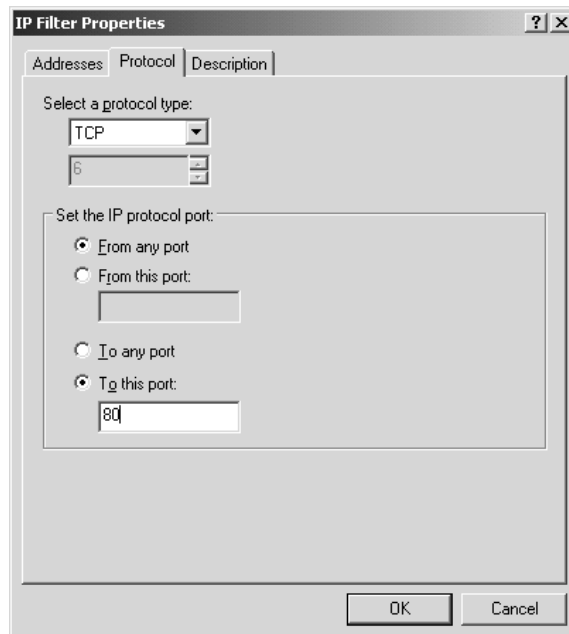 IP Filter Properties
Addresses Protocol Description
Select a protocol type:
TCP
6
Set the IP protocol port:
From any port
From this port:
To any port
To this port:
80
OK Cancel